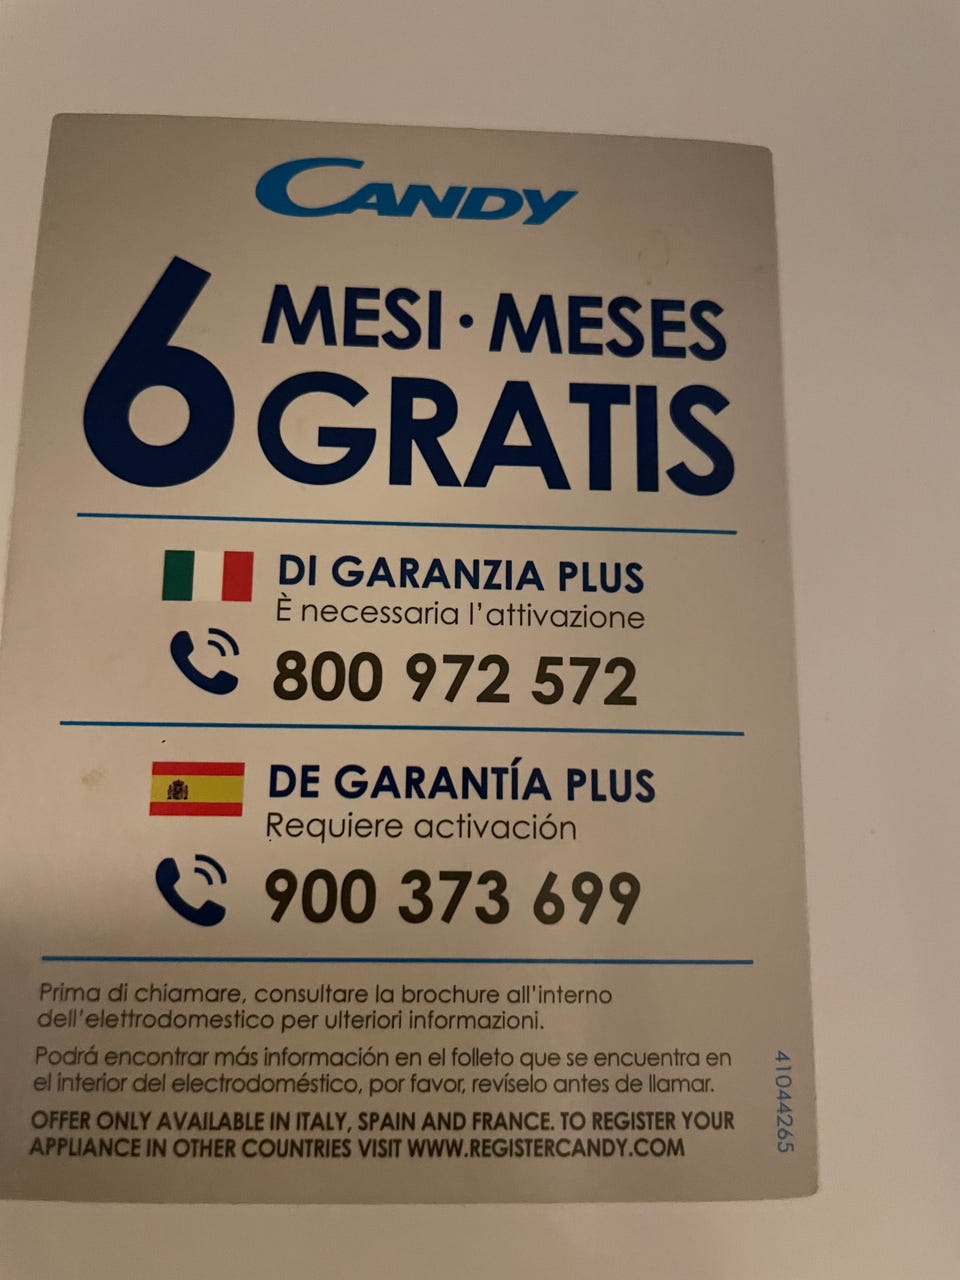 CANDY
6 MESI · MESES
GRATIS
DI GARANZIA PLUS
È necessaria l'attivazione
800 972 572
DE GARANTÍA PLUS
Requiere activación
900 373 699
Prima di chiamare, consultare la brochure all'interno
dell'elettrodomestico per ulteriori informazioni.
Podrá encontrar más información en el folleto que se encuentra en
el interior del electrodoméstico, por favor, revíselo antes de llamar.
OFFER ONLY AVAILABLE IN ITALY, SPAIN AND FRANCE. TO REGISTER YOUR
APPLIANCE IN OTHER COUNTRIES VISIT WWW.REGISTERCANDY.COM
41044265